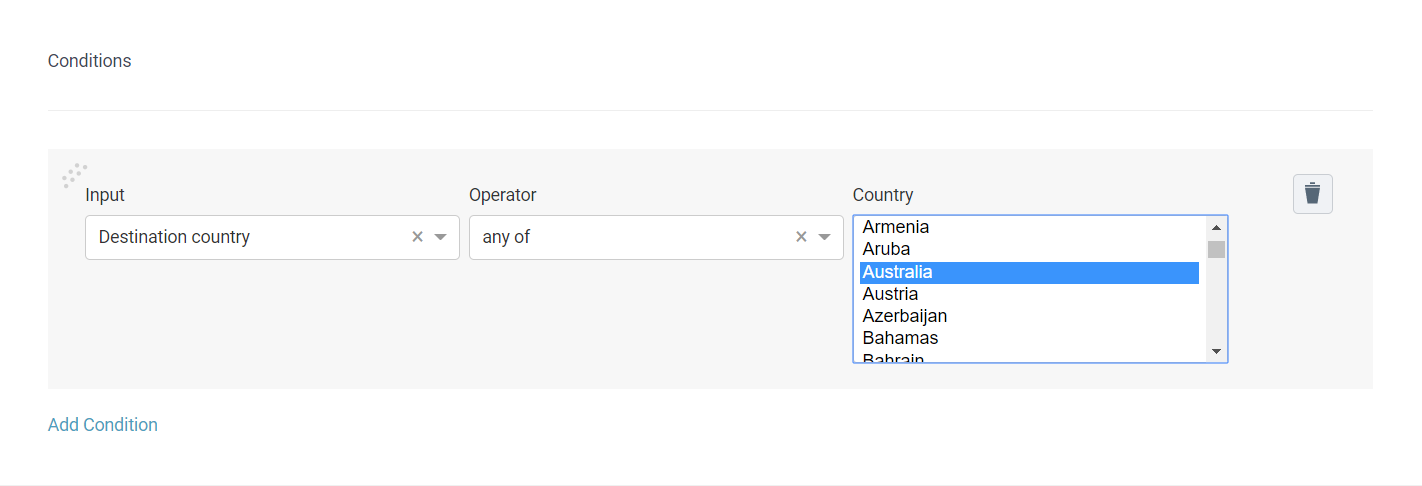 Conditions
Input
Operator
Country
Destination country
any of
Armenia
Aruba
Australia
Austria
Azerbaijan
Bahamas
Bahrain
Add Condition